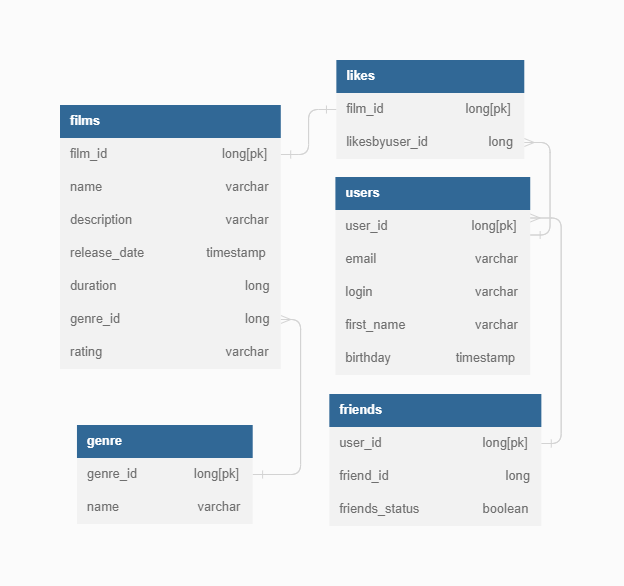 films
film_id long[pk]
name varchar
description varchar
release_date timestamp
duration long
genre_id long
rating varchar
genre
genre_id long[pk]
name varchar
likes
film_id long[pk]
likesbyuser_id long
users
user_id long[pk]
email varchar
login varchar
first_name varchar
birthday timestamp
friends
user_id long[pk]
friend_id long
friends_status boolean